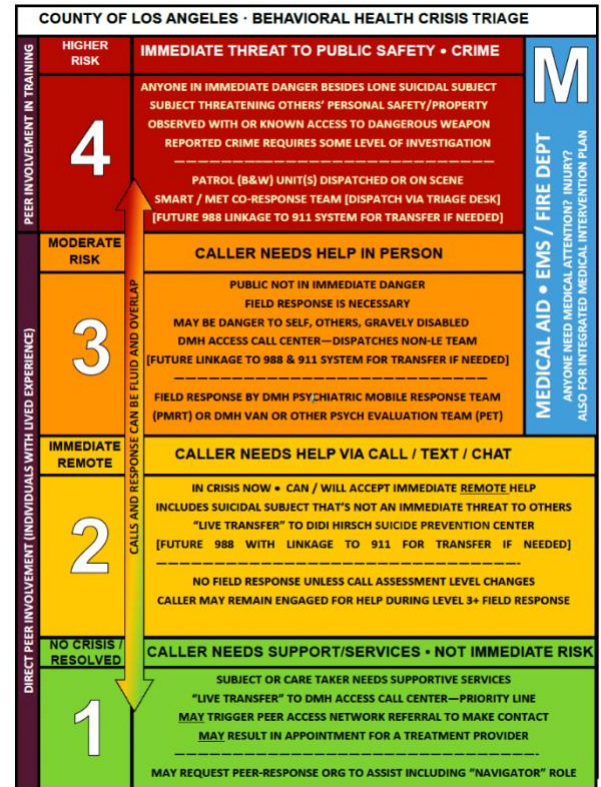 COUNTY OF LOS ANGELES · BEHAVIORAL HEALTH CRISIS TRIAGE
PEER INVOLVEMENT IN TRAINING
HIGHER
RISK
4
IMMEDIATE THREAT TO PUBLIC SAFETY • CRIME
ANYONE IN IMMEDIATE DANGER BESIDES LONE SUICIDAL SUBJECT
SUBJECT THREATENING OTHERS' PERSONAL SAFETY/PROPERTY
OBSERVED WITH OR KNOWN ACCESS TO DANGEROUS WEAPON
REPORTED CRIME REQUIRES SOME LEVEL OF INVESTIGATION
PATROL (B&W) UNIT(S) DISPATCHED OR ON SCENE
SMART / MET CO-RESPONSE TEAM [DISPATCH VIA TRIAGE DESK]
[FUTURE 988 LINKAGE TO 911 SYSTEM FOR TRANSFER IF NEEDED]
M
MEDICAL AID • EMS / FIRE DEPT
ANYONE NEED MEDICAL ATTENTION? INJURY?
ALSO FOR INTEGRATED MEDICAL INTERVENTION PLAN
DIRECT PEER INVOLVEMENT (INDIVIDUALS WITH LIVED EXPERIENCE)
CALLS AND RESPONSE CAN BE FLUID AND OVERLAP
MODERATE
RISK
3
CALLER NEEDS HELP IN PERSON
PUBLIC NOT IN IMMEDIATE DANGER
FIELD RESPONSE IS NECESSARY
MAY BE DANGER TO SELF, OTHERS, GRAVELY DISABLED
DMH ACCESS CALL CENTER—DISPATCHES NON-LE TEAM
[FUTURE LINKAGE TO 988 & 911 SYSTEM FOR TRANSFER IF NEEDED]
FIELD RESPONSE BY DMH PSYCHIATRIC MOBILE RESPONSE TEAM
(PMRT) OR DMH VAN OR OTHER PSYCH EVALUATION TEAM (PET)
IMMEDIATE
REMOTE
2
CALLER NEEDS HELP VIA CALL / TEXT / CHAT
IN CRISIS NOW • CAN / WILL ACCEPT IMMEDIATE REMOTE HELP
INCLUDES SUICIDAL SUBJECT THAT'S NOT AN IMMEDIATE THREAT TO OTHERS
"LIVE TRANSFER" TO DIDI HIRSCH SUICIDE PREVENTION CENTER
[FUTURE 988 WITH LINKAGE TO 911 FOR TRANSFER IF NEEDED]
NO FIELD RESPONSE UNLESS CALL ASSESSMENT LEVEL CHANGES
CALLER MAY REMAIN ENGAGED FOR HELP DURING LEVEL 3+ FIELD RESPONSE
NO CRISIS /
RESOLVED
1
CALLER NEEDS SUPPORT/SERVICES • NOT IMMEDIATE RISK
SUBJECT OR CARE TAKER NEEDS SUPPORTIVE SERVICES
"LIVE TRANSFER" TO DMH ACCESS CALL CENTER—PRIORITY LINE
MAY TRIGGER PEER ACCESS NETWORK REFERRAL TO MAKE CONTACT
MAY RESULT IN APPOINTMENT FOR A TREATMENT PROVIDER
MAY REQUEST PEER-RESPONSE ORG TO ASSIST INCLUDING "NAVIGATOR" ROLE